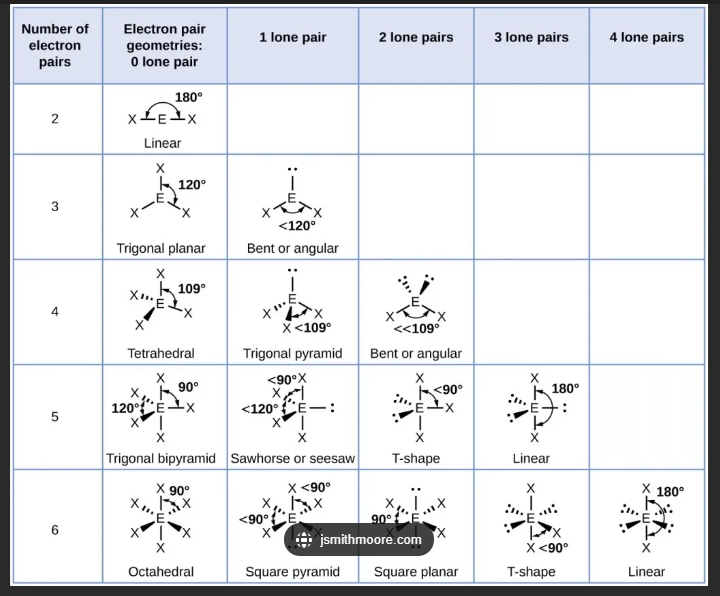 Number of
electron
pairs
Electron pair
geometries:
0 lone pair
1 lone pair
2 lone pairs
3 lone pairs
4 lone pairs
2
180°
X E X
Linear
3
X
120°
E
X X
Trigonal planar
:
E
X X
<120°
Bent or angular
4
X
109°
X
E
X
X
Tetrahedral
:
E
X X
X <109°
Trigonal pyramid
: :
E
X X
<<109°
Bent or angular
5
X
90°
X
120° E X
X
X
Trigonal bipyramid
<90° X
X
<120° E :
X
X
Sawhorse or seesaw
X
<90°
:
E X
:
X
T-shape
X
180°
:
E :
:
X
Linear
6
X 90°
X X
E
X X
X
Octahedral
X <90°
X X
<90° E
X X
Square pyramid
:
X X
90° E
X X
Square planar
X
: :
E
: X
X <90°
T-shape
X 180°
: :
E
: :
X
Linear
jsmithmoore.com